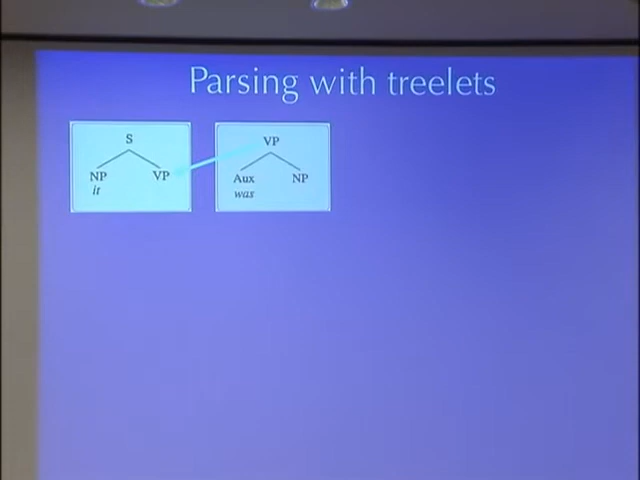 Parsing with treelets
S
NP VP
it
VP
Aux NP
was